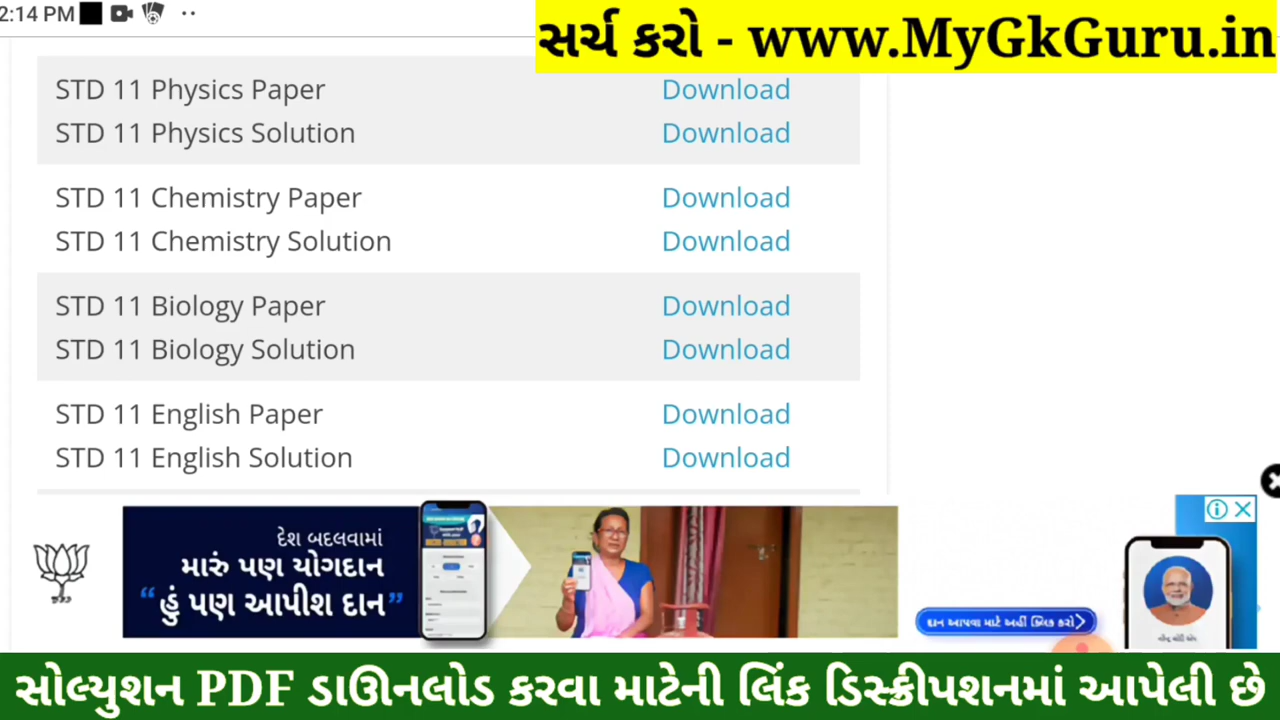 2:14 PM
સર્ચ કરો - www.MyGkGuru.in
STD 11 Physics Paper Download
STD 11 Physics Solution Download
STD 11 Chemistry Paper Download
STD 11 Chemistry Solution Download
STD 11 Biology Paper Download
STD 11 Biology Solution Download
STD 11 English Paper Download
STD 11 English Solution Download
દેશ બદલવામાં
મારું પણ યોગદાન
“હું પણ આપીશ દાન”
દાન આપવા માટે અહીં ક્લિક કરો
નરેન્દ્ર મોદી એપ
સોલ્યુશન PDF ડાઊનલોડ કરવા માટેની લિંક ડિસ્ક્રીપશનમાં આપેલી છે